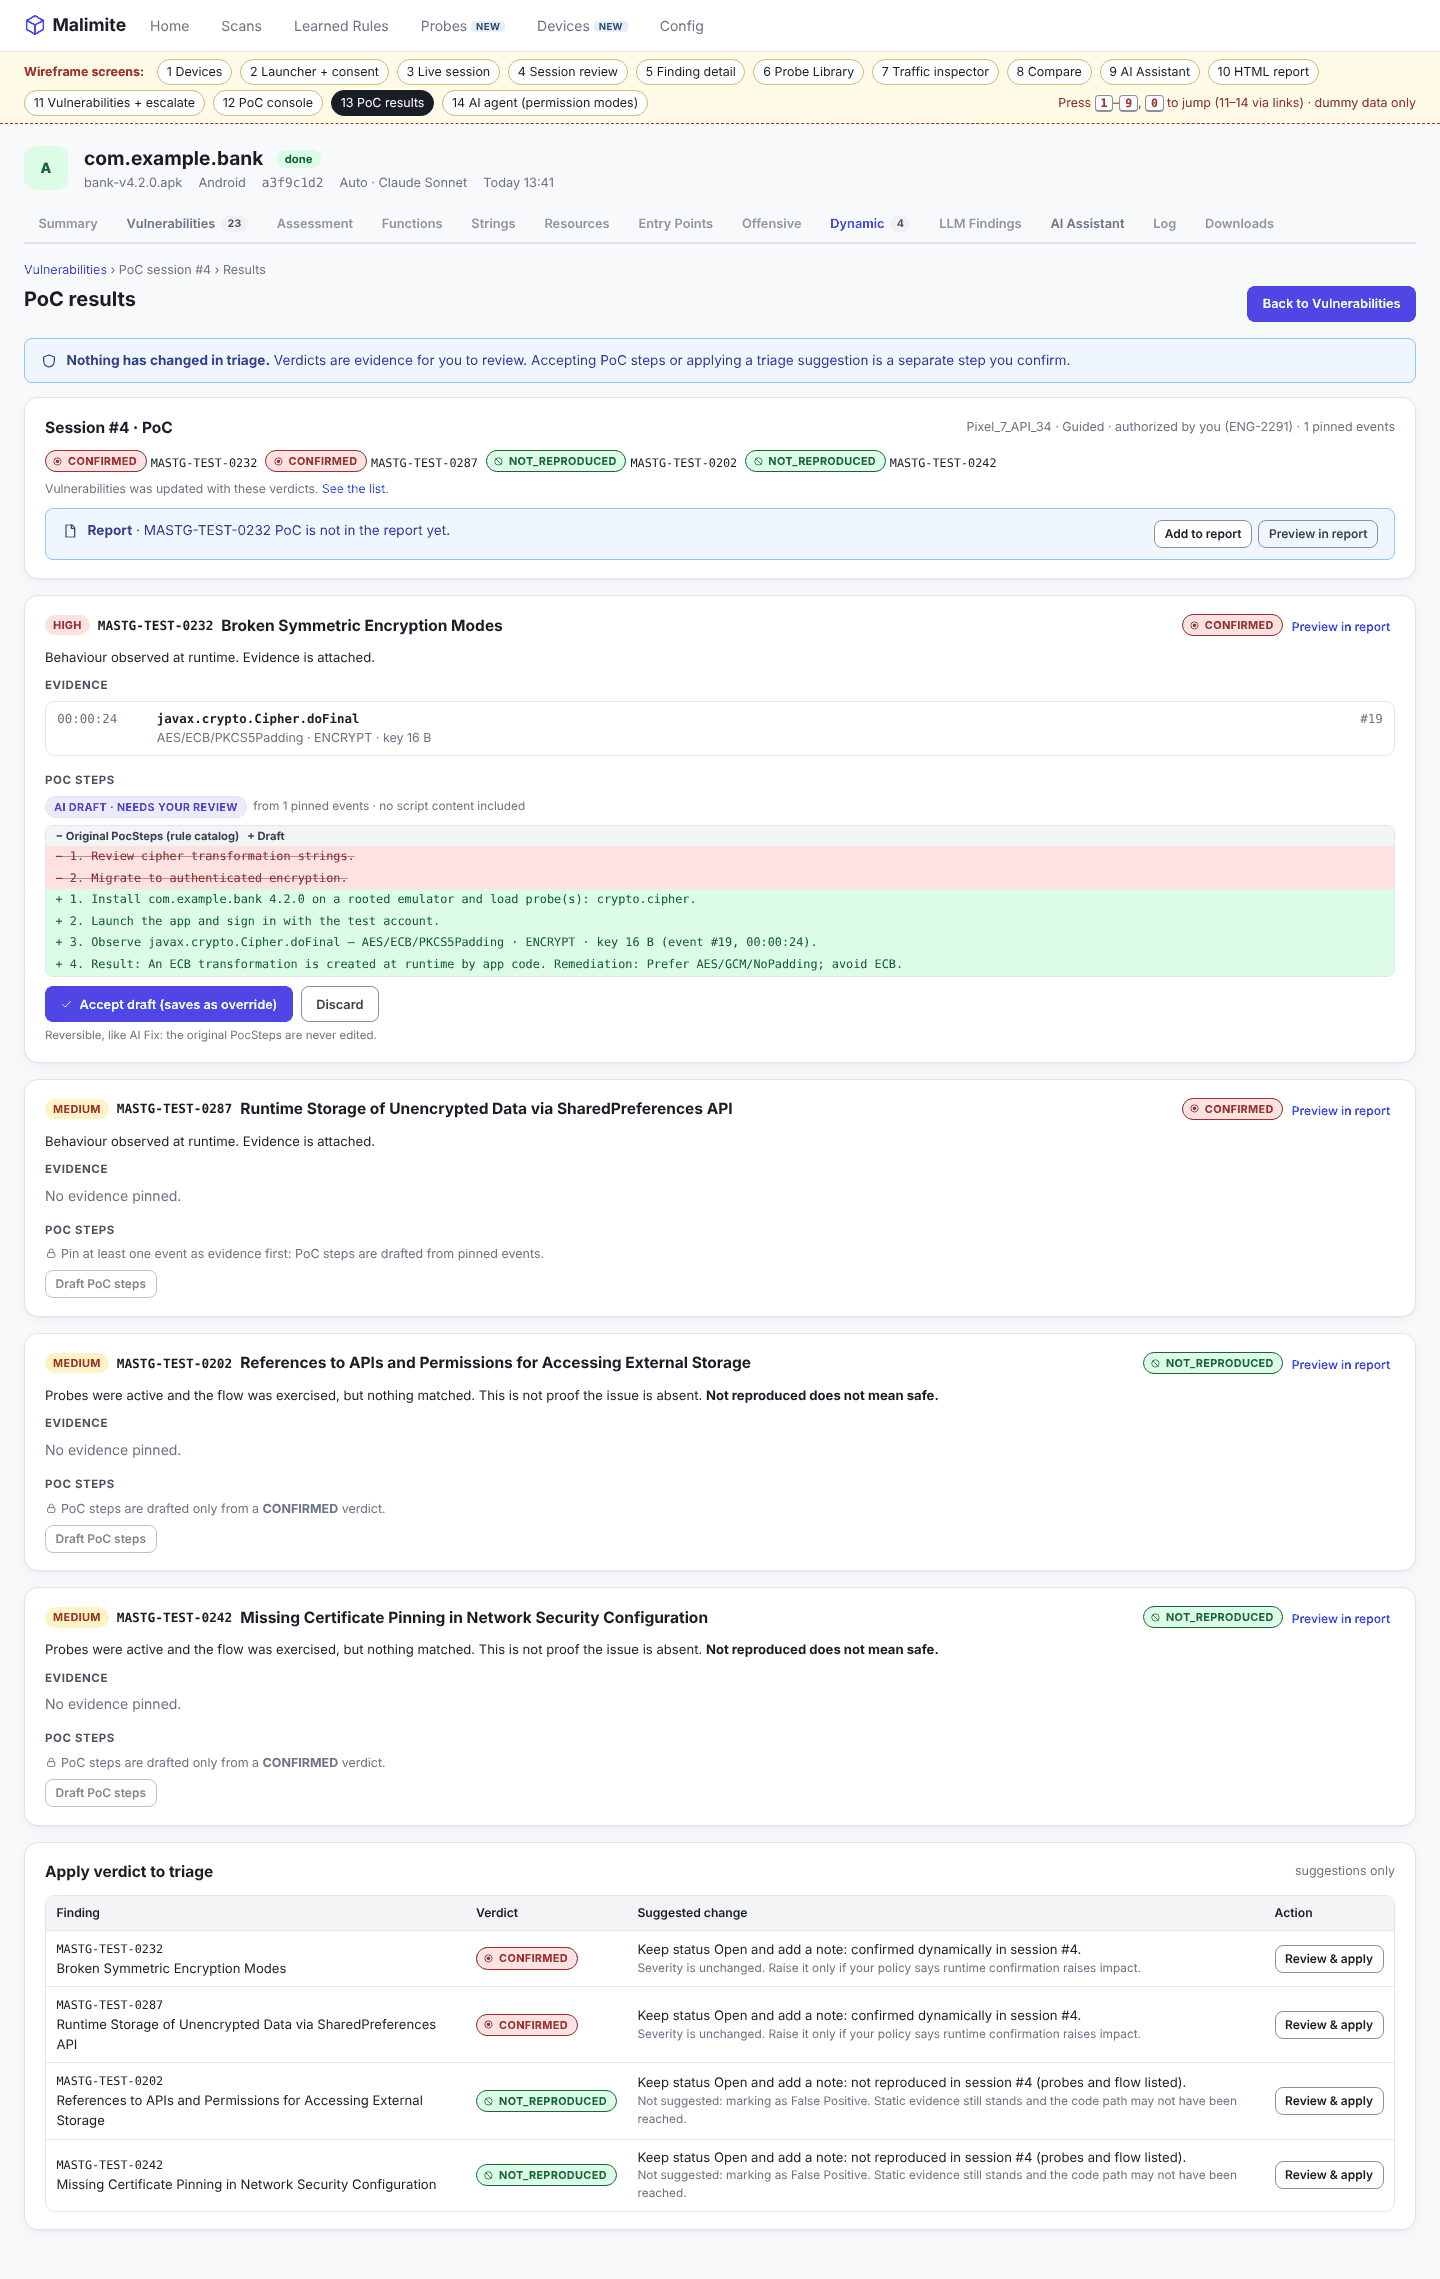 Malimite Home Scans Learned Rules Probes NEW Devices NEW Config
Wireframe screens: 1 Devices 2 Launcher + consent 3 Live session 4 Session review 5 Finding detail 6 Probe Library 7 Traffic inspector 8 Compare 9 AI Assistant 10 HTML report
11 Vulnerabilities + escalate 12 PoC console 13 PoC results 14 AI agent (permission modes) Press 1–9, 0 to jump (11–14 via links) · dummy data only
A com.example.bank done
bank-v4.2.0.apk Android a3f9c1d2 Auto · Claude Sonnet Today 13:41
Summary Vulnerabilities 23 Assessment Functions Strings Resources Entry Points Offensive Dynamic 4 LLM Findings AI Assistant Log Downloads
Vulnerabilities › PoC session #4 › Results
PoC results
Back to Vulnerabilities
Nothing has changed in triage. Verdicts are evidence for you to review. Accepting PoC steps or applying a triage suggestion is a separate step you confirm.
Session #4 · PoC Pixel_7_API_34 · Guided · authorized by you (ENG-2291) · 1 pinned events
CONFIRMED MASTG-TEST-0232 CONFIRMED MASTG-TEST-0287 NOT_REPRODUCED MASTG-TEST-0202 NOT_REPRODUCED MASTG-TEST-0242
Vulnerabilities was updated with these verdicts. See the list.
Report · MASTG-TEST-0232 PoC is not in the report yet. Add to report Preview in report
HIGH MASTG-TEST-0232 Broken Symmetric Encryption Modes CONFIRMED Preview in report
Behaviour observed at runtime. Evidence is attached.
EVIDENCE
00:00:24 javax.crypto.Cipher.doFinal #19
AES/ECB/PKCS5Padding · ENCRYPT · key 16 B
POC STEPS
AI DRAFT · NEEDS YOUR REVIEW from 1 pinned events · no script content included
− Original PocSteps (rule catalog) + Draft
− 1. Review cipher transformation strings.
− 2. Migrate to authenticated encryption.
+ 1. Install com.example.bank 4.2.0 on a rooted emulator and load probe(s): crypto.cipher.
+ 2. Launch the app and sign in with the test account.
+ 3. Observe javax.crypto.Cipher.doFinal — AES/ECB/PKCS5Padding · ENCRYPT · key 16 B (event #19, 00:00:24).
+ 4. Result: An ECB transformation is created at runtime by app code. Remediation: Prefer AES/GCM/NoPadding; avoid ECB.
Accept draft (saves as override) Discard
Reversible, like AI Fix: the original PocSteps are never edited.
MEDIUM MASTG-TEST-0287 Runtime Storage of Unencrypted Data via SharedPreferences API CONFIRMED Preview in report
Behaviour observed at runtime. Evidence is attached.
EVIDENCE
No evidence pinned.
POC STEPS
Pin at least one event as evidence first: PoC steps are drafted from pinned events.
Draft PoC steps
MEDIUM MASTG-TEST-0202 References to APIs and Permissions for Accessing External Storage NOT_REPRODUCED Preview in report
Probes were active and the flow was exercised, but nothing matched. This is not proof the issue is absent. Not reproduced does not mean safe.
EVIDENCE
No evidence pinned.
POC STEPS
PoC steps are drafted only from a CONFIRMED verdict.
Draft PoC steps
MEDIUM MASTG-TEST-0242 Missing Certificate Pinning in Network Security Configuration NOT_REPRODUCED Preview in report
Probes were active and the flow was exercised, but nothing matched. This is not proof the issue is absent. Not reproduced does not mean safe.
EVIDENCE
No evidence pinned.
POC STEPS
PoC steps are drafted only from a CONFIRMED verdict.
Draft PoC steps
Apply verdict to triage suggestions only
Finding Verdict Suggested change Action
MASTG-TEST-0232
Broken Symmetric Encryption Modes
CONFIRMED
Keep status Open and add a note: confirmed dynamically in session #4.
Severity is unchanged. Raise it only if your policy says runtime confirmation raises impact.
Review & apply
MASTG-TEST-0287
Runtime Storage of Unencrypted Data via SharedPreferences
API
CONFIRMED
Keep status Open and add a note: confirmed dynamically in session #4.
Severity is unchanged. Raise it only if your policy says runtime confirmation raises impact.
Review & apply
MASTG-TEST-0202
References to APIs and Permissions for Accessing External
Storage
NOT_REPRODUCED
Keep status Open and add a note: not reproduced in session #4 (probes and flow listed).
Not suggested: marking as False Positive. Static evidence still stands and the code path may not have been
reached.
Review & apply
MASTG-TEST-0242
Missing Certificate Pinning in Network Security Configuration
NOT_REPRODUCED
Keep status Open and add a note: not reproduced in session #4 (probes and flow listed).
Not suggested: marking as False Positive. Static evidence still stands and the code path may not have been
reached.
Review & apply